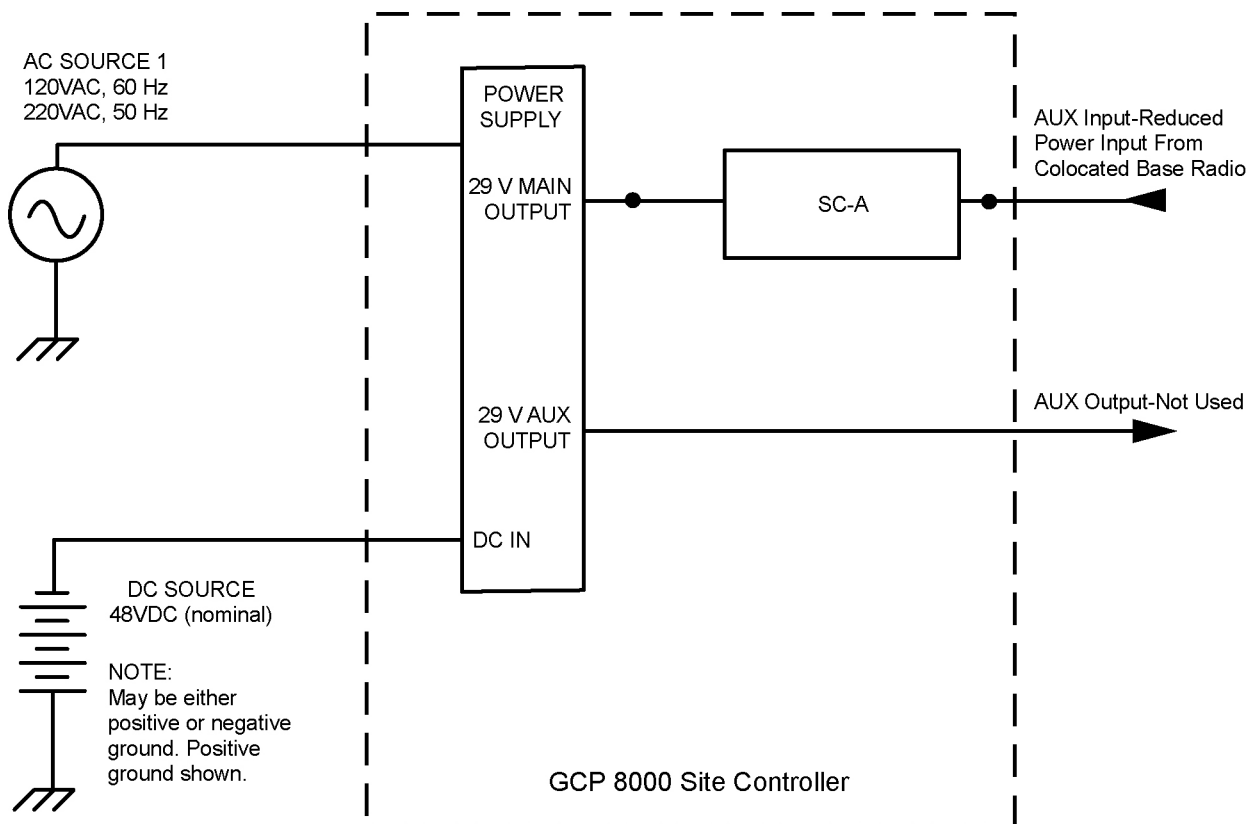 AC SOURCE 1
120VAC, 60 Hz
220VAC, 50 Hz
POWER
SUPPLY
29 V MAIN
OUTPUT
SC-A
AUX Input-Reduced
Power Input From
Colocated Base Radio
29 V AUX
OUTPUT
AUX Output-Not Used
DC IN
DC SOURCE
48VDC (nominal)
NOTE:
May be either
positive or negative
ground. Positive
ground shown.
GCP 8000 Site Controller